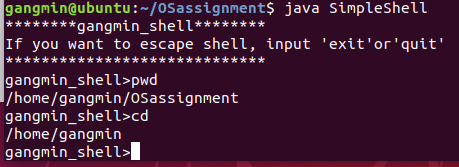 gangmin@ubuntu:~/OSassignment$ java SimpleShell
********gangmin_shell********
If you want to escape shell, input 'exit'or'quit'
*****************************
gangmin_shell>pwd
/home/gangmin/OSassignment
gangmin_shell>cd
/home/gangmin
gangmin_shell>